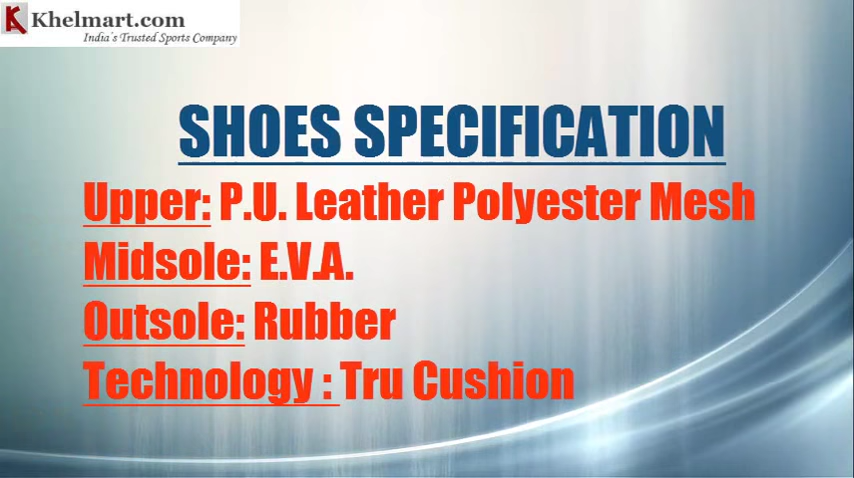 Khelmart.com
India's Trusted Sports Company
SHOES SPECIFICATION
Upper: P.U. Leather Polyester Mesh
Midsole: E.V.A.
Outsole: Rubber
Technology : Tru Cushion